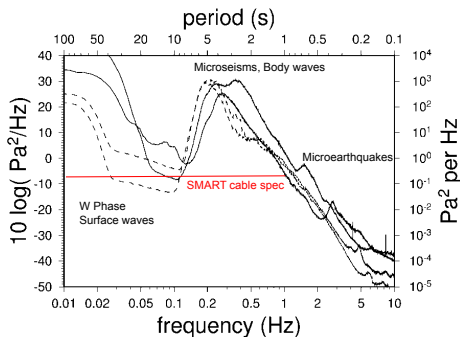 period (s)
100 50 20 10 5 2 1 0.5 0.2 0.1
10 log( Pa²/Hz)
40
30
20
10
0
-10
-20
-30
-40
-50
Microseisms, Body waves
Microearthquakes
SMART cable spec
W Phase
Surface waves
10⁴
10³
10²
10¹
10⁰
10⁻¹
10⁻²
10⁻³
10⁻⁴
10⁻⁵
Pa² per Hz
0.01 0.02 0.05 0.1 0.2 0.5 1 2 5 10
frequency (Hz)